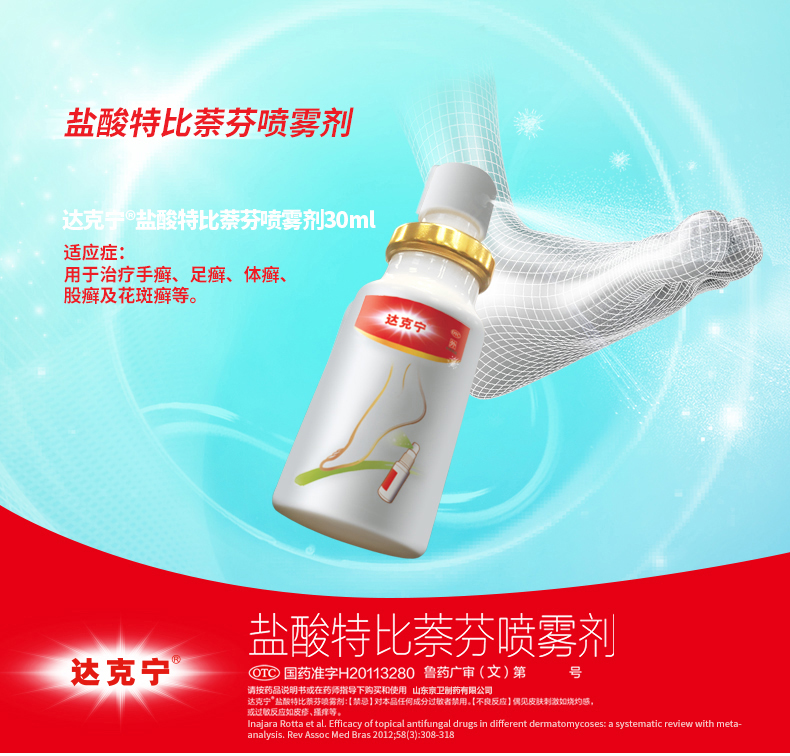 盐酸特比萘芬喷雾剂
达克宁®盐酸特比萘芬喷雾剂30ml
适应症：
用于治疗手癣、足癣、体癣、
股癣及花斑癣等。
达克宁
达克宁®
盐酸特比萘芬喷雾剂
OTC 国药准字H20113280 鲁药广审（文）第 号
请按药品说明书或在药师指导下购买和使用 山东京卫制药有限公司
达克宁®盐酸特比萘芬喷雾剂:【禁忌】对本品任何成分过敏者禁用。【不良反应】偶见皮肤刺激如烧灼感，
或过敏反应如皮疹、搔痒等。
Inajara Rotta et al. Efficacy of topical antifungal drugs in different dermatomycoses: a systematic review with meta-
analysis. Rev Assoc Med Bras 2012;58(3):308-318